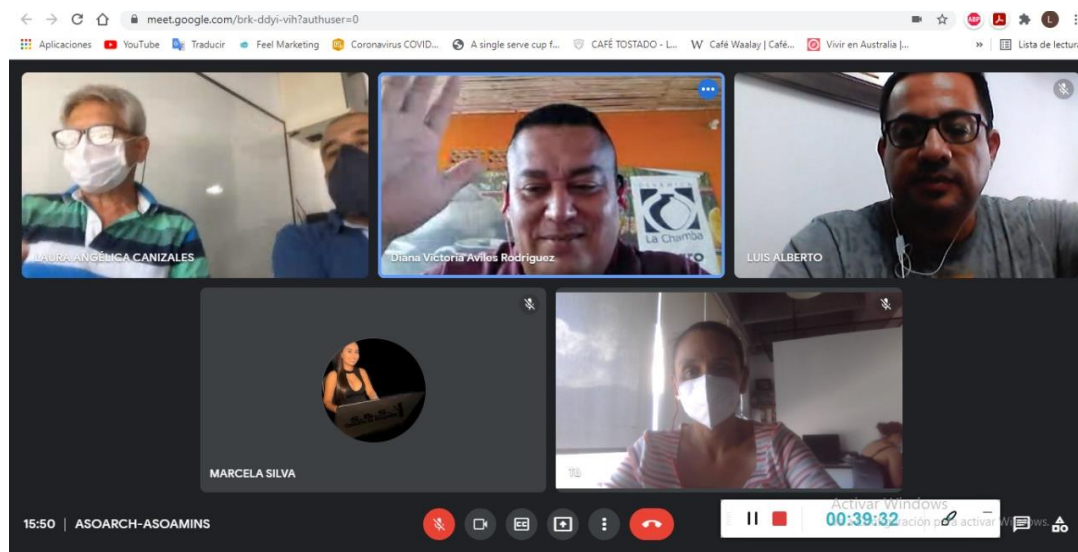 meet.google.com/brk-ddyi-vih?authuser=0
Aplicaciones YouTube Traducir Feel Marketing Coronavirus COVID... A single serve cup f... CAFÉ TOSTADO - L... Café Waalay | Café... Vivir en Australia |... » Lista de lectura
LAURA ANGÉLICA CANIZALES
La Chamba
Diana Victoria Aviles Rodriguez
LUIS ALBERTO
MARCELA SILVA
Tú
Activar Windows
15:50 | ASOARCH-ASOAMINS
00:39:32